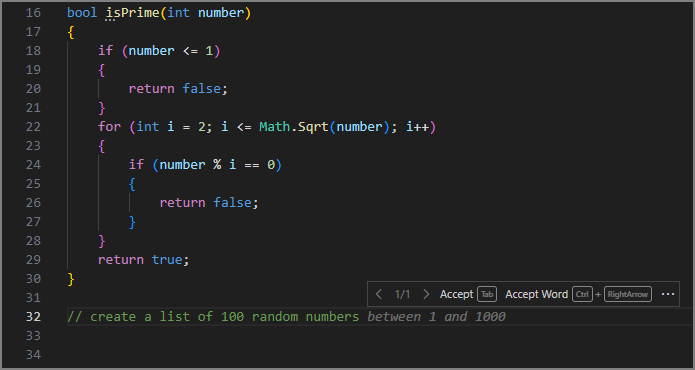 16 bool isPrime(int number)
17 {
18     if (number <= 1)
19     {
20         return false;
21     }
22     for (int i = 2; i <= Math.Sqrt(number); i++)
23     {
24         if (number % i == 0)
25         {
26             return false;
27         }
28     }
29     return true;
30 }
31
< 1/1 > Accept Tab Accept Word Ctrl + RightArrow ···
32 // create a list of 100 random numbers between 1 and 1000
33
34